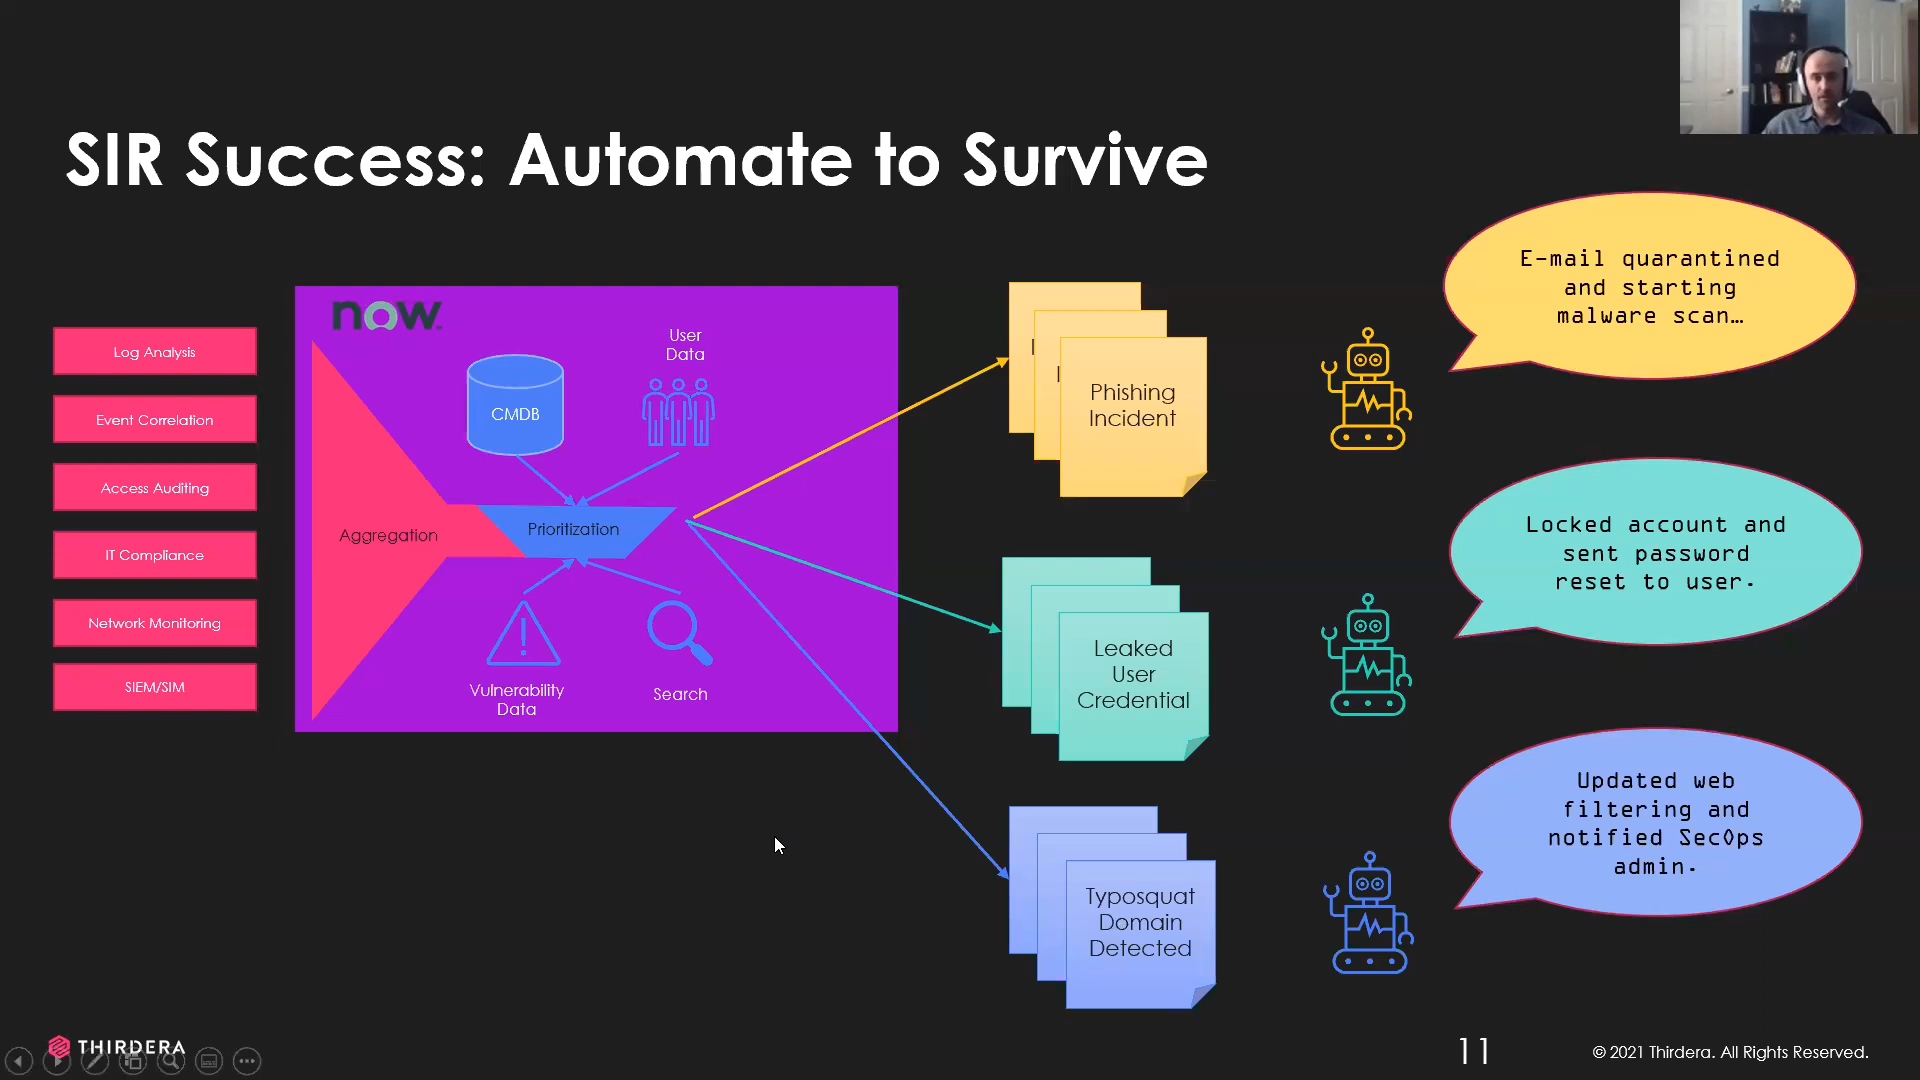 SIR Success: Automate to Survive
Log Analysis
Event Correlation
Access Auditing
IT Compliance
Network Monitoring
SIEM/SIM
now.
CMDB
User
Data
Aggregation
Prioritization
Vulnerability
Data
Search
Phishing
Incident
Leaked
User
Credential
Typosquat
Domain
Detected
E-mail quarantined
and starting
malware scan…
Locked account and
sent password
reset to user.
Updated web
filtering and
notified SecOps
admin.
THIRDERA
11
© 2021 Thirdera. All Rights Reserved.